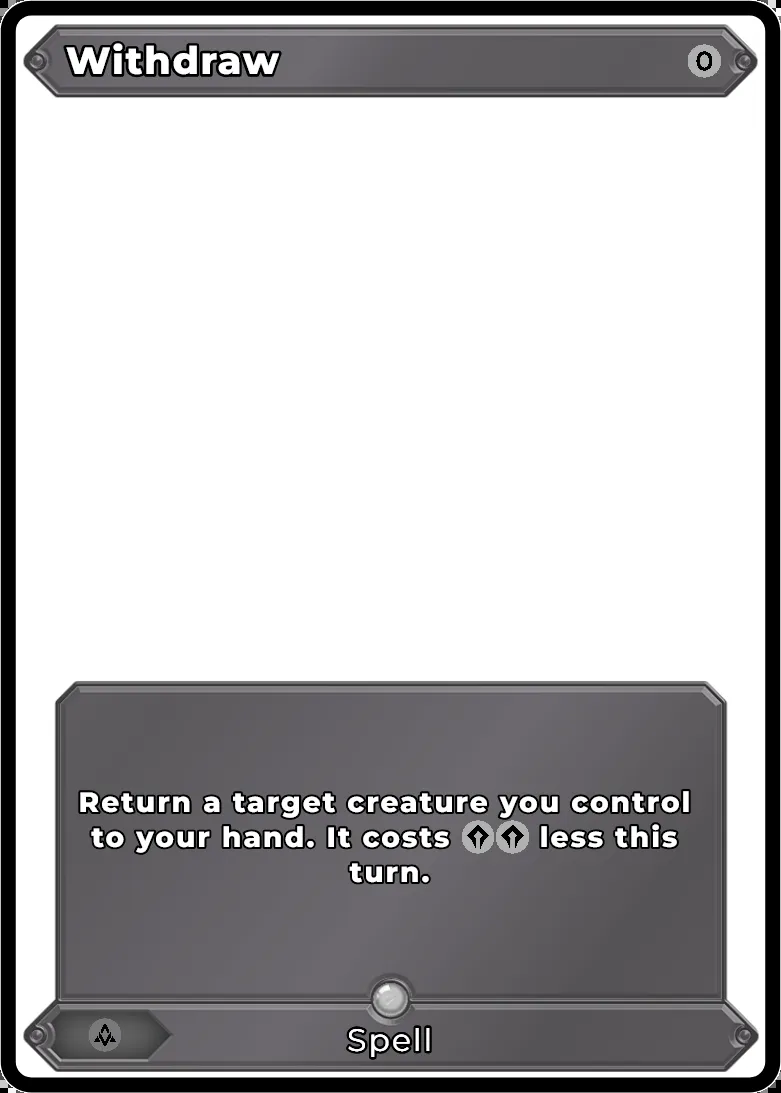 Withdraw
0
Return a target creature you control
to your hand. It costs less this
turn.
Spell